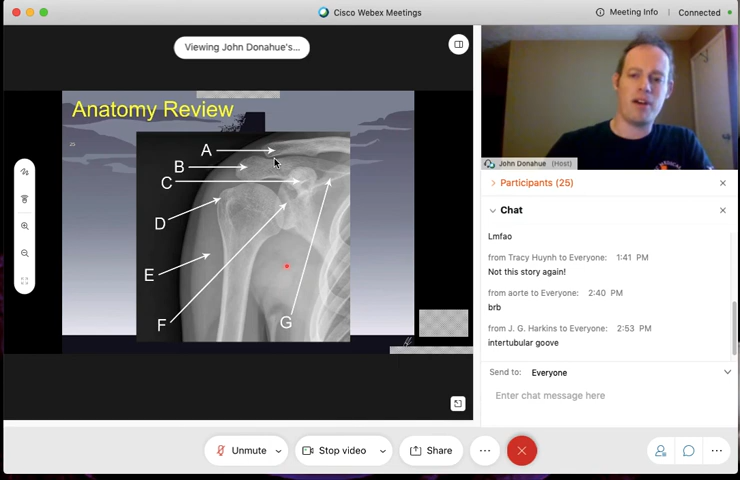 Cisco Webex Meetings
Meeting Info
Connected
Viewing John Donahue's...
Anatomy Review
A
B
C
D
E
F
G
John Donahue (Host)
Participants (25)
Chat
Lmfao
from Tracy Huynh to Everyone: 1:41 PM
Not this story again!
from aorte to Everyone: 2:40 PM
brb
from J. G. Harkins to Everyone: 2:53 PM
intertubular goove
Send to: Everyone
Enter chat message here
Unmute
Stop video
Share